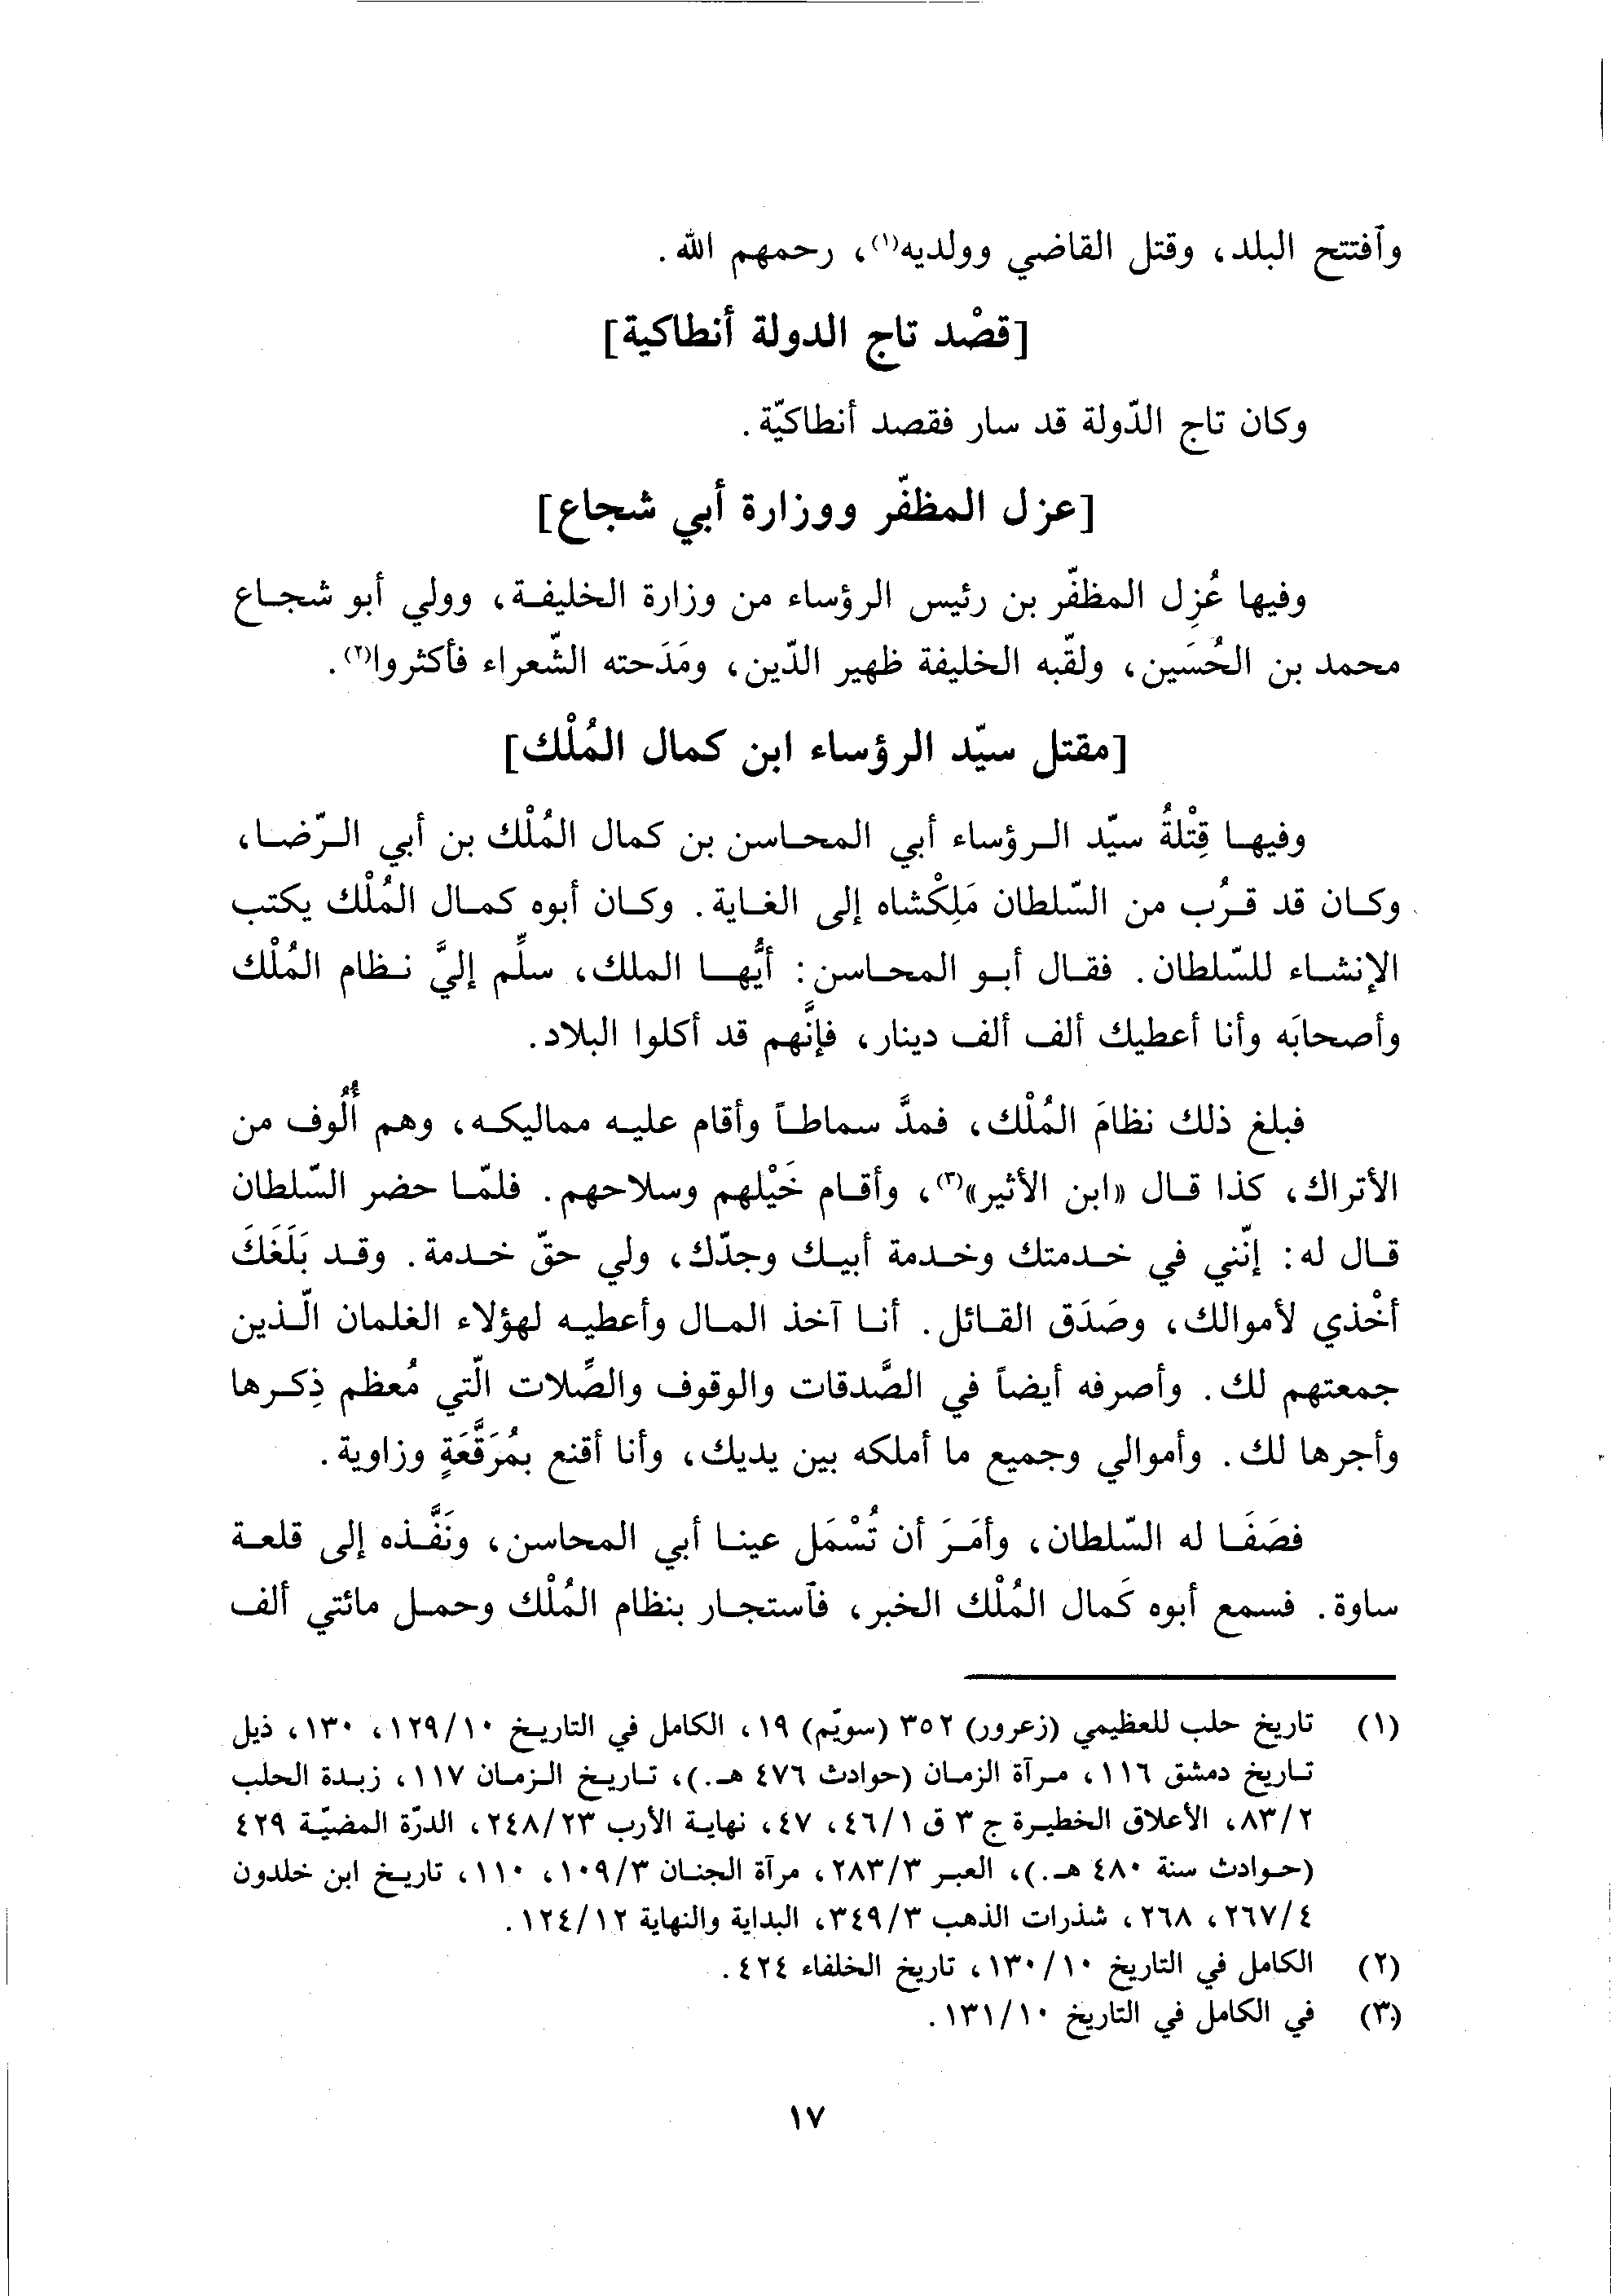 وآفتتح البلد، وقتل القاضي وولديه(١)، رحمهم الله.
[قصْد تاج الدولة أنطاكية]
وكان تاج الدّولة قد سار فقصد أنطاكيّة.
[عزل المظفّر ووزارة أبي شجاع]
وفيها عُزِل المظفّر بن رئيس الرؤساء من وزارة الخليفة، وولي أبو شجاع
محمد بن الحُسَين، ولقّبه الخليفة ظهير الدّين، ومَدَحته الشّعراء فأكثروا(٢).
[مقتل سيّد الرؤساء ابن كمال المُلْك]
وفيها قِتْلةُ سيّد الرؤساء أبي المحاسن بن كمال المُلْك بن أبي الرّضا،
وكان قد قرُب من السّلطان مَلِكْشاه إلى الغاية. وكان أبوه كمال المُلْك يكتب
الإنشاء للسّلطان. فقال أبو المحاسن: أيُّها الملك، سلِّم إليَّ نظام المُلْك
وأصحابَه وأنا أعطيك ألف ألف دينار، فإنَّهم قد أكلوا البلاد.
فبلغ ذلك نظامَ المُلْك، فمدَّ سماطاً وأقام عليه مماليكه، وهم أُلُوف من
الأتراك، كذا قال «ابن الأثير»(٣)، وأقام خَيْلهم وسلاحهم. فلمّا حضر السّلطان
قال له: إنّني في خدمتك وخدمة أبيك وجدّك، ولي حقّ خدمة. وقد بَلَغَكَ
أخْذي لأموالك، وصَدَق القائل. أنا آخذ المال وأعطيه لهؤلاء الغلمان الّذين
جمعتهم لك. وأصرفه أيضاً في الصَّدقات والوقوف والصِّلات الّتي مُعظم ذِكرها
وأجرها لك. وأموالي وجميع ما أملكه بين يديك، وأنا أقنع بمُرَقَّعَةٍ وزاوية.
فصَفَا له السّلطان، وأمَرَ أن تُسْمَل عينا أبي المحاسن، ونَفَّذه إلى قلعة
ساوة. فسمع أبوه كَمال المُلْك الخبر، فآستجار بنظام المُلْك وحمل مائتي ألف
(١) تاريخ حلب للعظيمي (زعرور) ٣٥٢ (سويّم) ١٩، الكامل في التاريخ ١٢٩/١٠، ١٣٠، ذيل
تاريخ دمشق ١١٦، مرآة الزمان (حوادث ٤٧٦ هـ.)، تاريخ الزمان ١١٧، زبدة الحلب
٨٣/٢، الأعلاق الخطيرة ج ٣ ق ٤٦/١، ٤٧، نهاية الأرب ٢٤٨/٢٣، الدرّة المضيّة ٤٢٩
(حوادث سنة ٤٨٠ هـ.)، العبر ٢٨٣/٣، مرآة الجنان ١٠٩/٣، ١١٠، تاريخ ابن خلدون
٢٦٧/٤، ٢٦٨، شذرات الذهب ٣٤٩/٣، البداية والنهاية ١٢٤/١٢.
(٢) الكامل في التاريخ ١٣٠/١٠، تاريخ الخلفاء ٤٢٤.
(٣) في الكامل في التاريخ ١٣١/١٠.
١٧